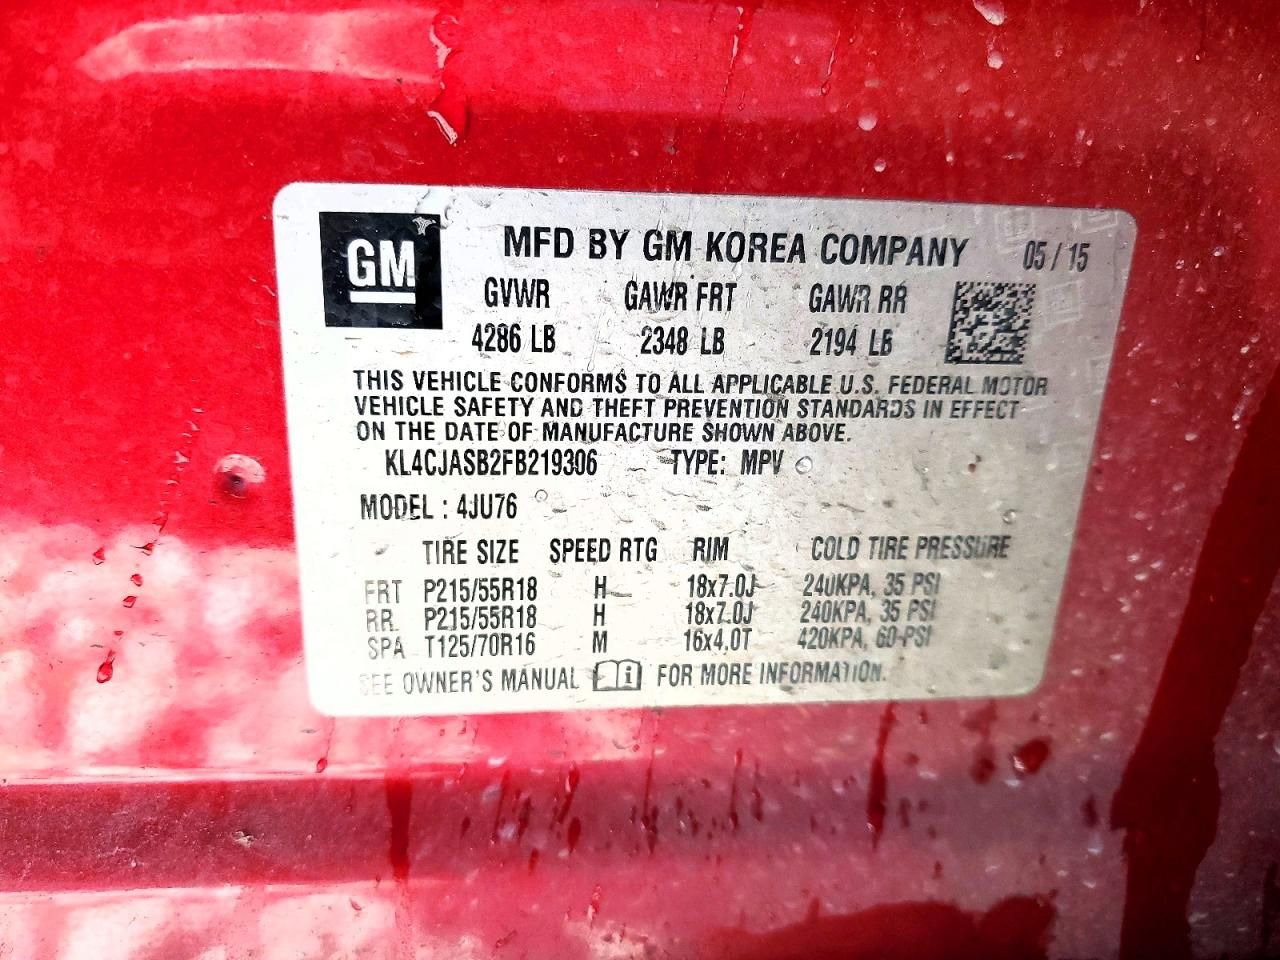 GM
MFD BY GM KOREA COMPANY 05 / 15
GVWR GAWR FRT GAWR RR
4286 LB 2348 LB 2194 LB
THIS VEHICLE CONFORMS TO ALL APPLICABLE U.S. FEDERAL MOTOR
VEHICLE SAFETY AND THEFT PREVENTION STANDARDS IN EFFECT
ON THE DATE OF MANUFACTURE SHOWN ABOVE.
KL4CJASB2FB219306 TYPE: MPV
MODEL : 4JU76
TIRE SIZE SPEED RTG RIM COLD TIRE PRESSURE
FRT P215/55R18 H 18x7.0J 240KPA, 35 PSI
RR P215/55R18 H 18x7.0J 240KPA, 35 PSI
SPA T125/70R16 M 16x4.0T 420KPA, 60 PSI
SEE OWNER'S MANUAL i FOR MORE INFORMATION.